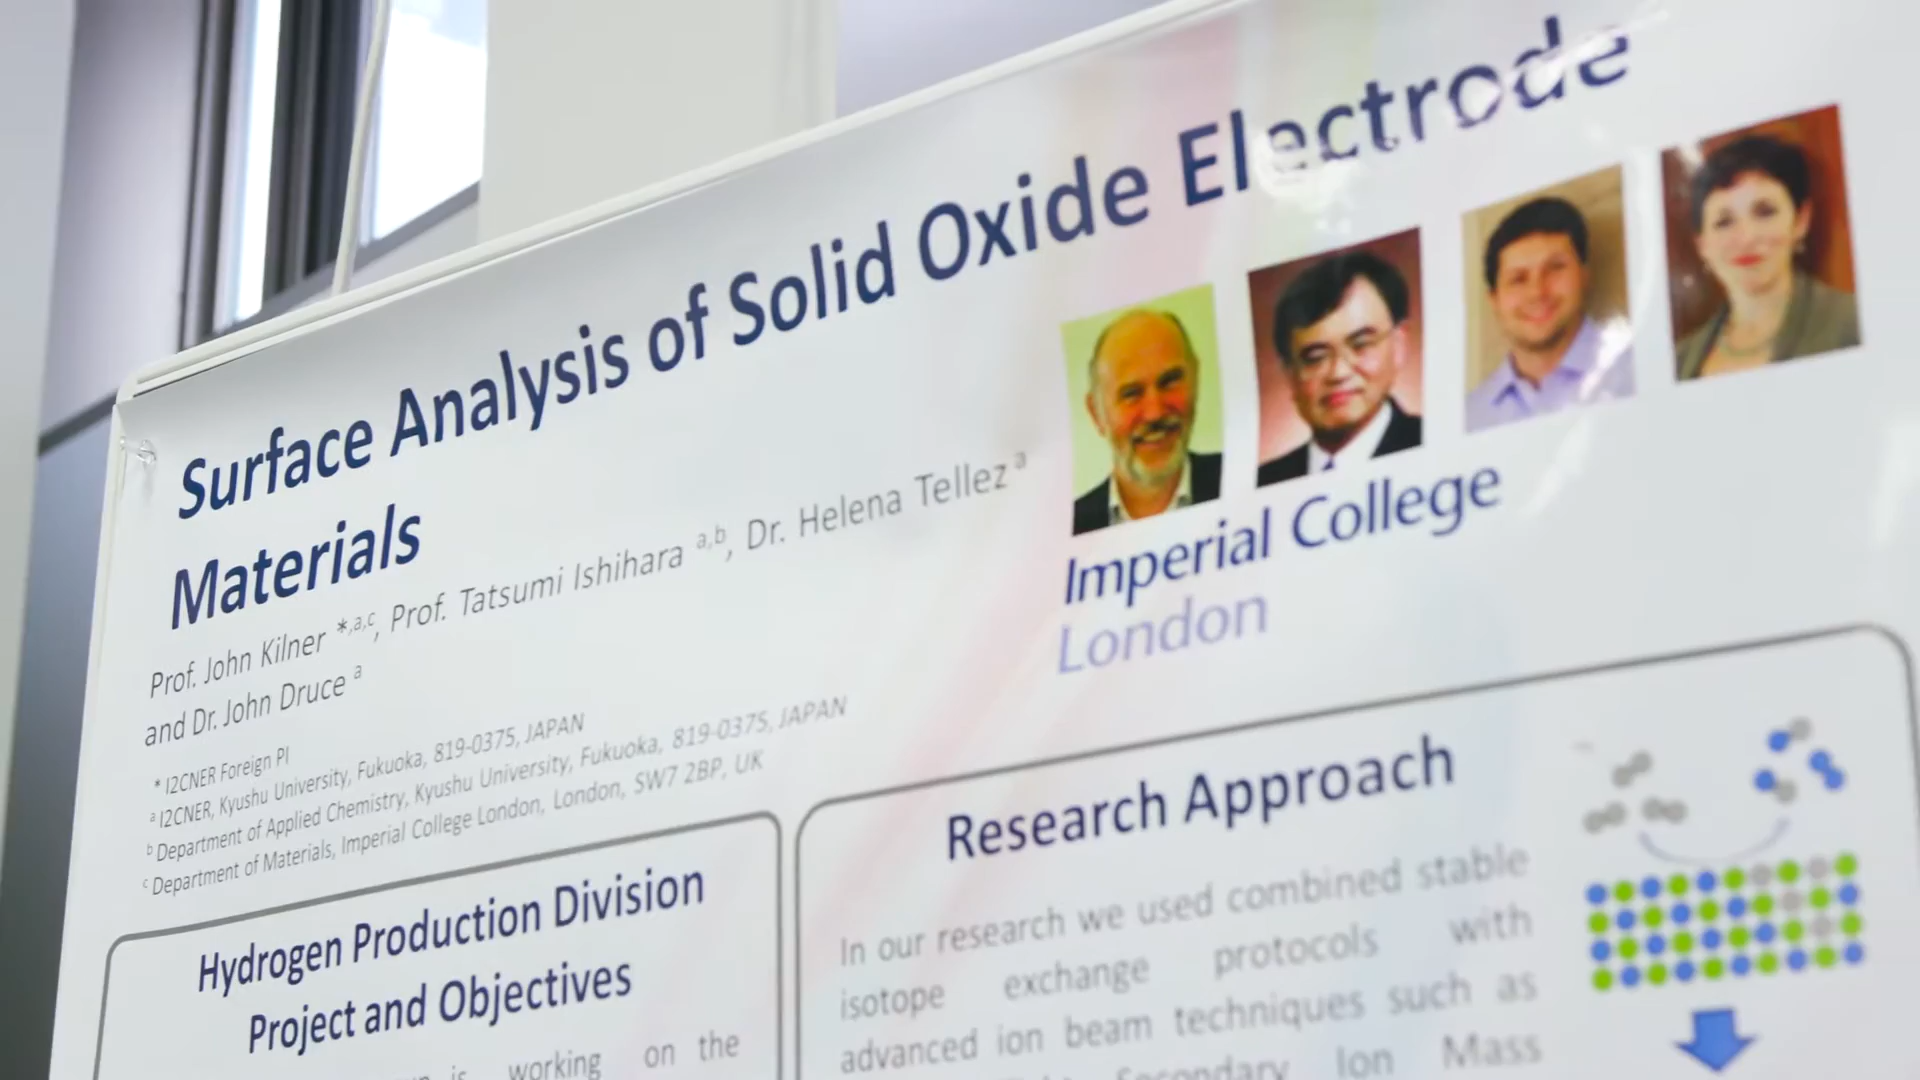 Surface Analysis of Solid Oxide Electrode
Materials
Prof. John Kilner *,a,c, Prof. Tatsumi Ishihara a,b, Dr. Helena Tellez a
and Dr. John Druce a
* I2CNER Foreign PI
a I2CNER, Kyushu University, Fukuoka, 819-0375, JAPAN
b Department of Applied Chemistry, Kyushu University, Fukuoka, 819-0375, JAPAN
c Department of Materials, Imperial College London, London, SW7 2BP, UK
Imperial College
London
Hydrogen Production Division
Project and Objectives
is working on the
Research Approach
In our research we used combined stable
isotope exchange protocols with
advanced ion beam techniques such as
Secondary Ion Mass